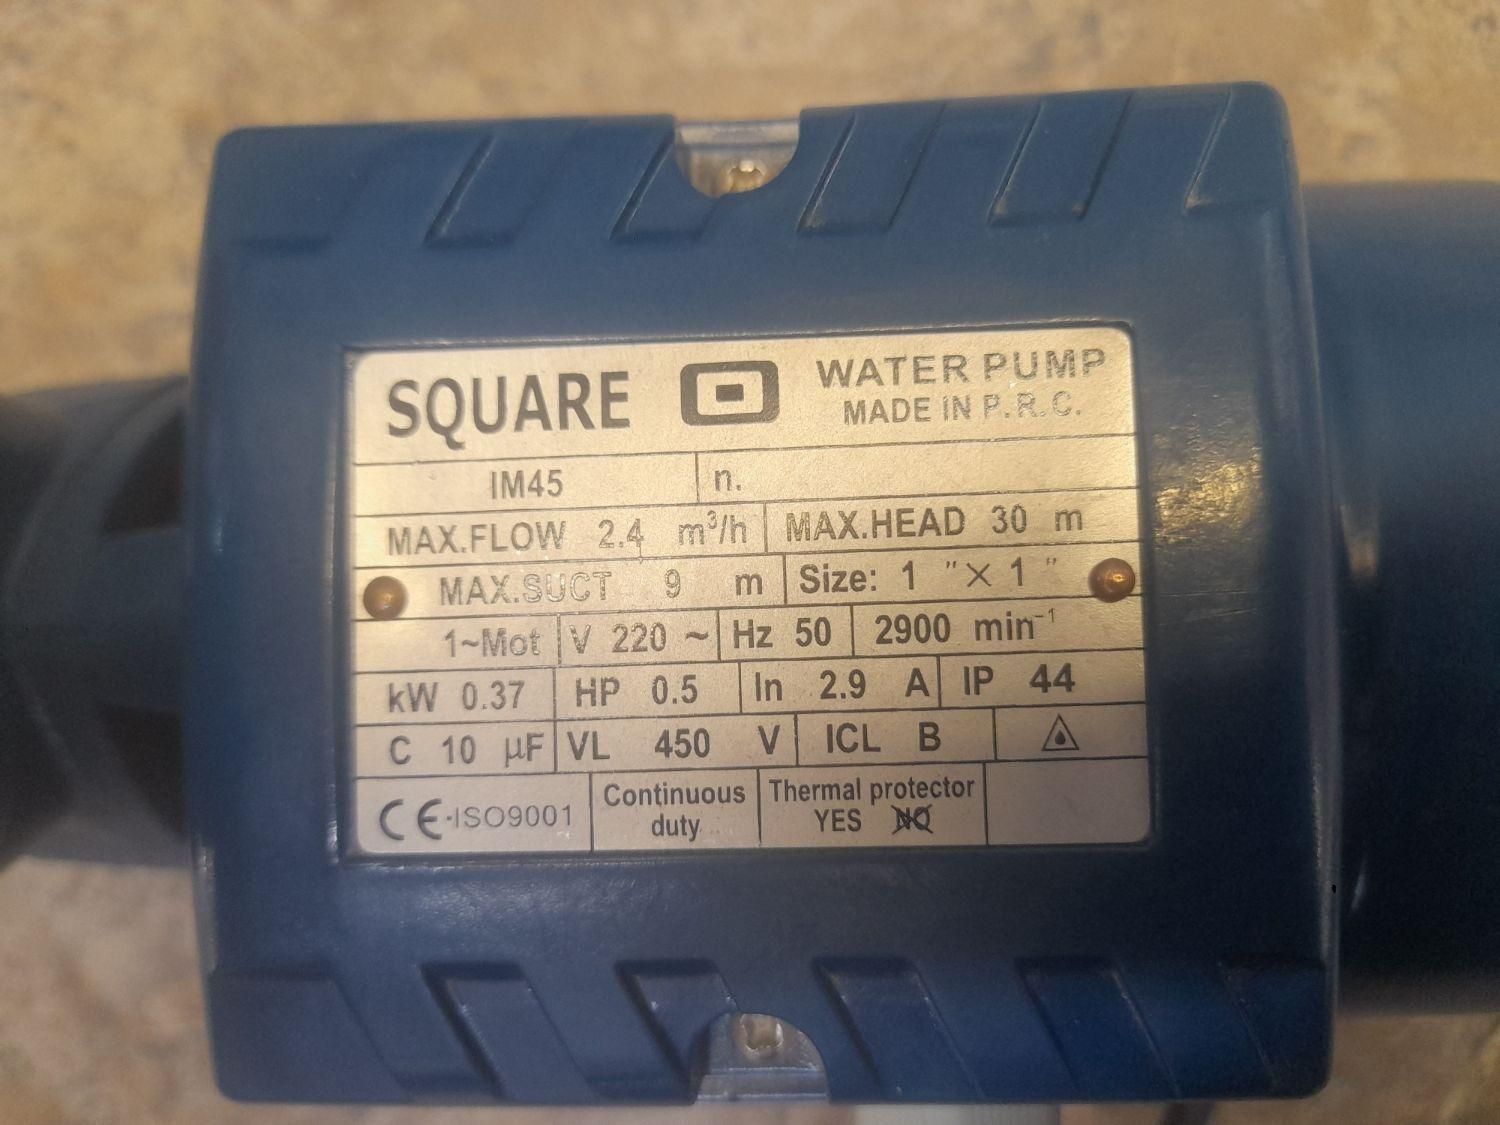 SQUARE WATER PUMP
MADE IN P.R.C.
IM45 n.
MAX.FLOW 2.4 m³/h MAX.HEAD 30 m
MAX.SUCT 9 m Size: 1 "×1 "
1~Mot V 220 ~ Hz 50 2900 min⁻¹
kW 0.37 HP 0.5 In 2.9 A IP 44
C 10 µF VL 450 V ICL B
CE·ISO9001 Continuous duty Thermal protector
YES NO